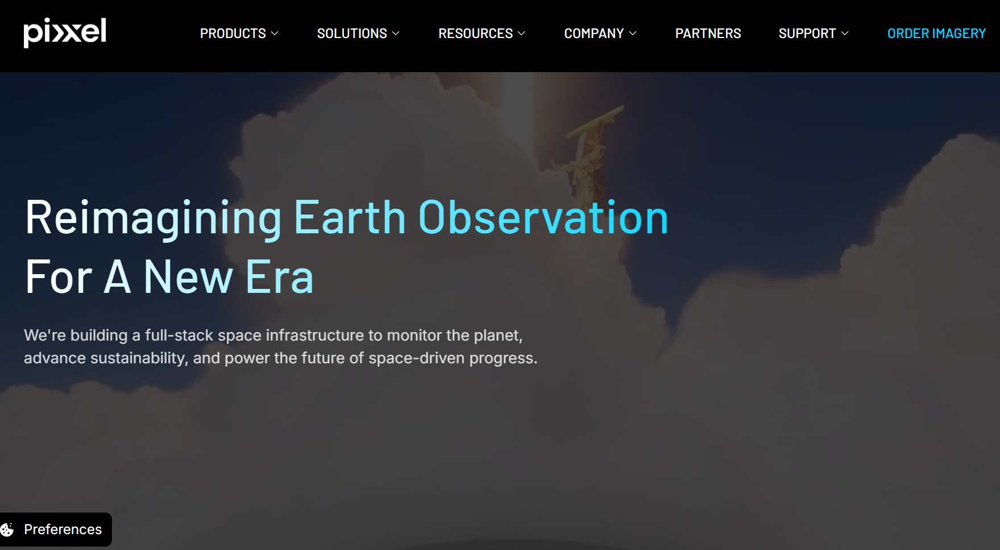 pixxel
PRODUCTS
SOLUTIONS
RESOURCES
COMPANY
PARTNERS
SUPPORT
ORDER IMAGERY
Reimagining Earth Observation
For A New Era
We're building a full-stack space infrastructure to monitor the planet,
advance sustainability, and power the future of space-driven progress.
Preferences